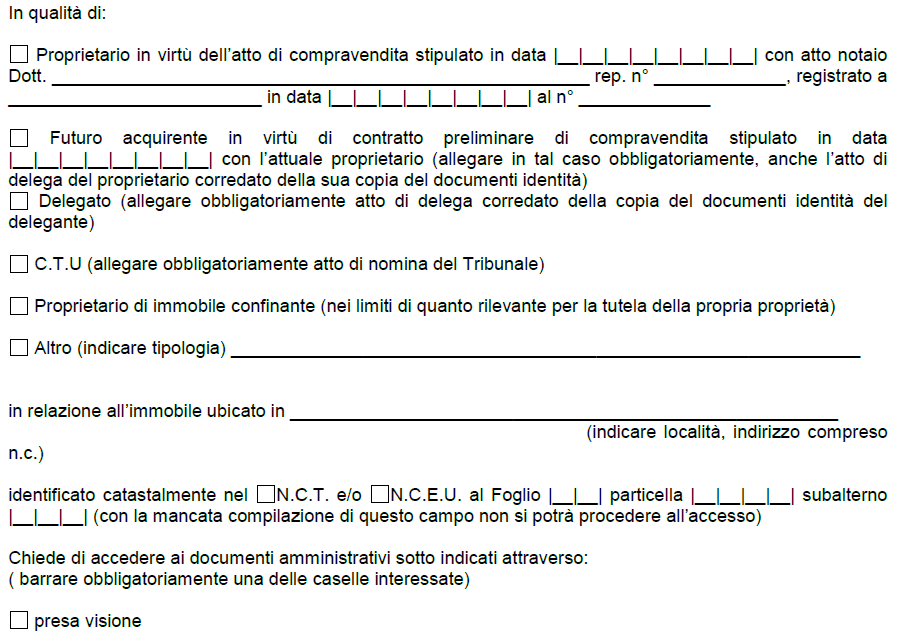 In qualità di:
Proprietario in virtù dell'atto di compravendita stipulato in data |__|__|__|__|__|__|__|__| con atto notaio
Dott. ______________________________________________________ rep. n° _____________, registrato a
_________________________ in data |__|__|__|__|__|__|__|__| al n° _____________
Futuro acquirente in virtù di contratto preliminare di compravendita stipulato in data
|__|__|__|__|__|__|__|__| con l'attuale proprietario (allegare in tal caso obbligatoriamente, anche l'atto di
delega del proprietario corredato della sua copia del documenti identità)
Delegato (allegare obbligatoriamente atto di delega corredato della copia del documenti identità del
delegante)
C.T.U (allegare obbligatoriamente atto di nomina del Tribunale)
Proprietario di immobile confinante (nei limiti di quanto rilevante per la tutela della propria proprietà)
Altro (indicare tipologia) _______________________________________________________________
in relazione all'immobile ubicato in _______________________________________________________
(indicare località, indirizzo compreso
n.c.)
identificato catastalmente nel □N.C.T. e/o □N.C.E.U. al Foglio |__|__| particella |__|__|__|__| subalterno
|__|__|__| (con la mancata compilazione di questo campo non si potrà procedere all'accesso)
Chiede di accedere ai documenti amministrativi sotto indicati attraverso:
( barrare obbligatoriamente una delle caselle interessate)
presa visione